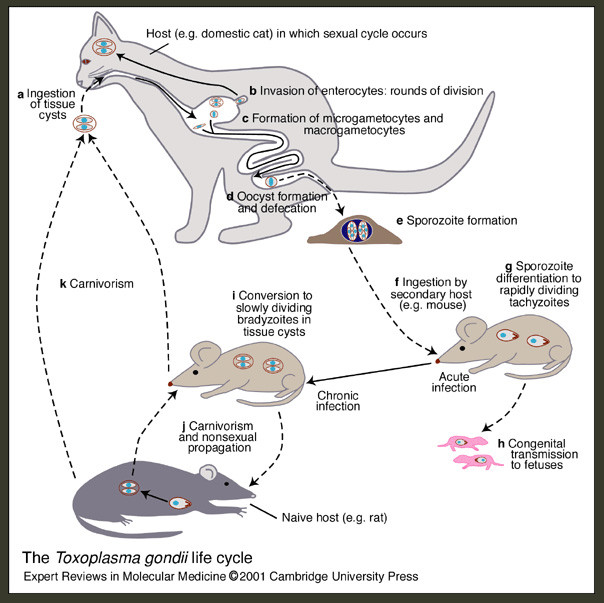 Host (e.g. domestic cat) in which sexual cycle occurs
a Ingestion
of tissue
cysts
b Invasion of enterocytes: rounds of division
c Formation of microgametocytes and
macrogametocytes
d Oocyst formation
and defecation
e Sporozoite formation
f Ingestion by
secondary host
(e.g. mouse)
g Sporozoite
differentiation to
rapidly dividing
tachyzoites
k Carnivorism
i Conversion to
slowly dividing
bradyzoites in
tissue cysts
Acute
infection
Chronic
infection
j Carnivorism
and nonsexual
propagation
h Congenital
transmission
to fetuses
Naive host (e.g. rat)
The Toxoplasma gondii life cycle
Expert Reviews in Molecular Medicine ©2001 Cambridge University Press